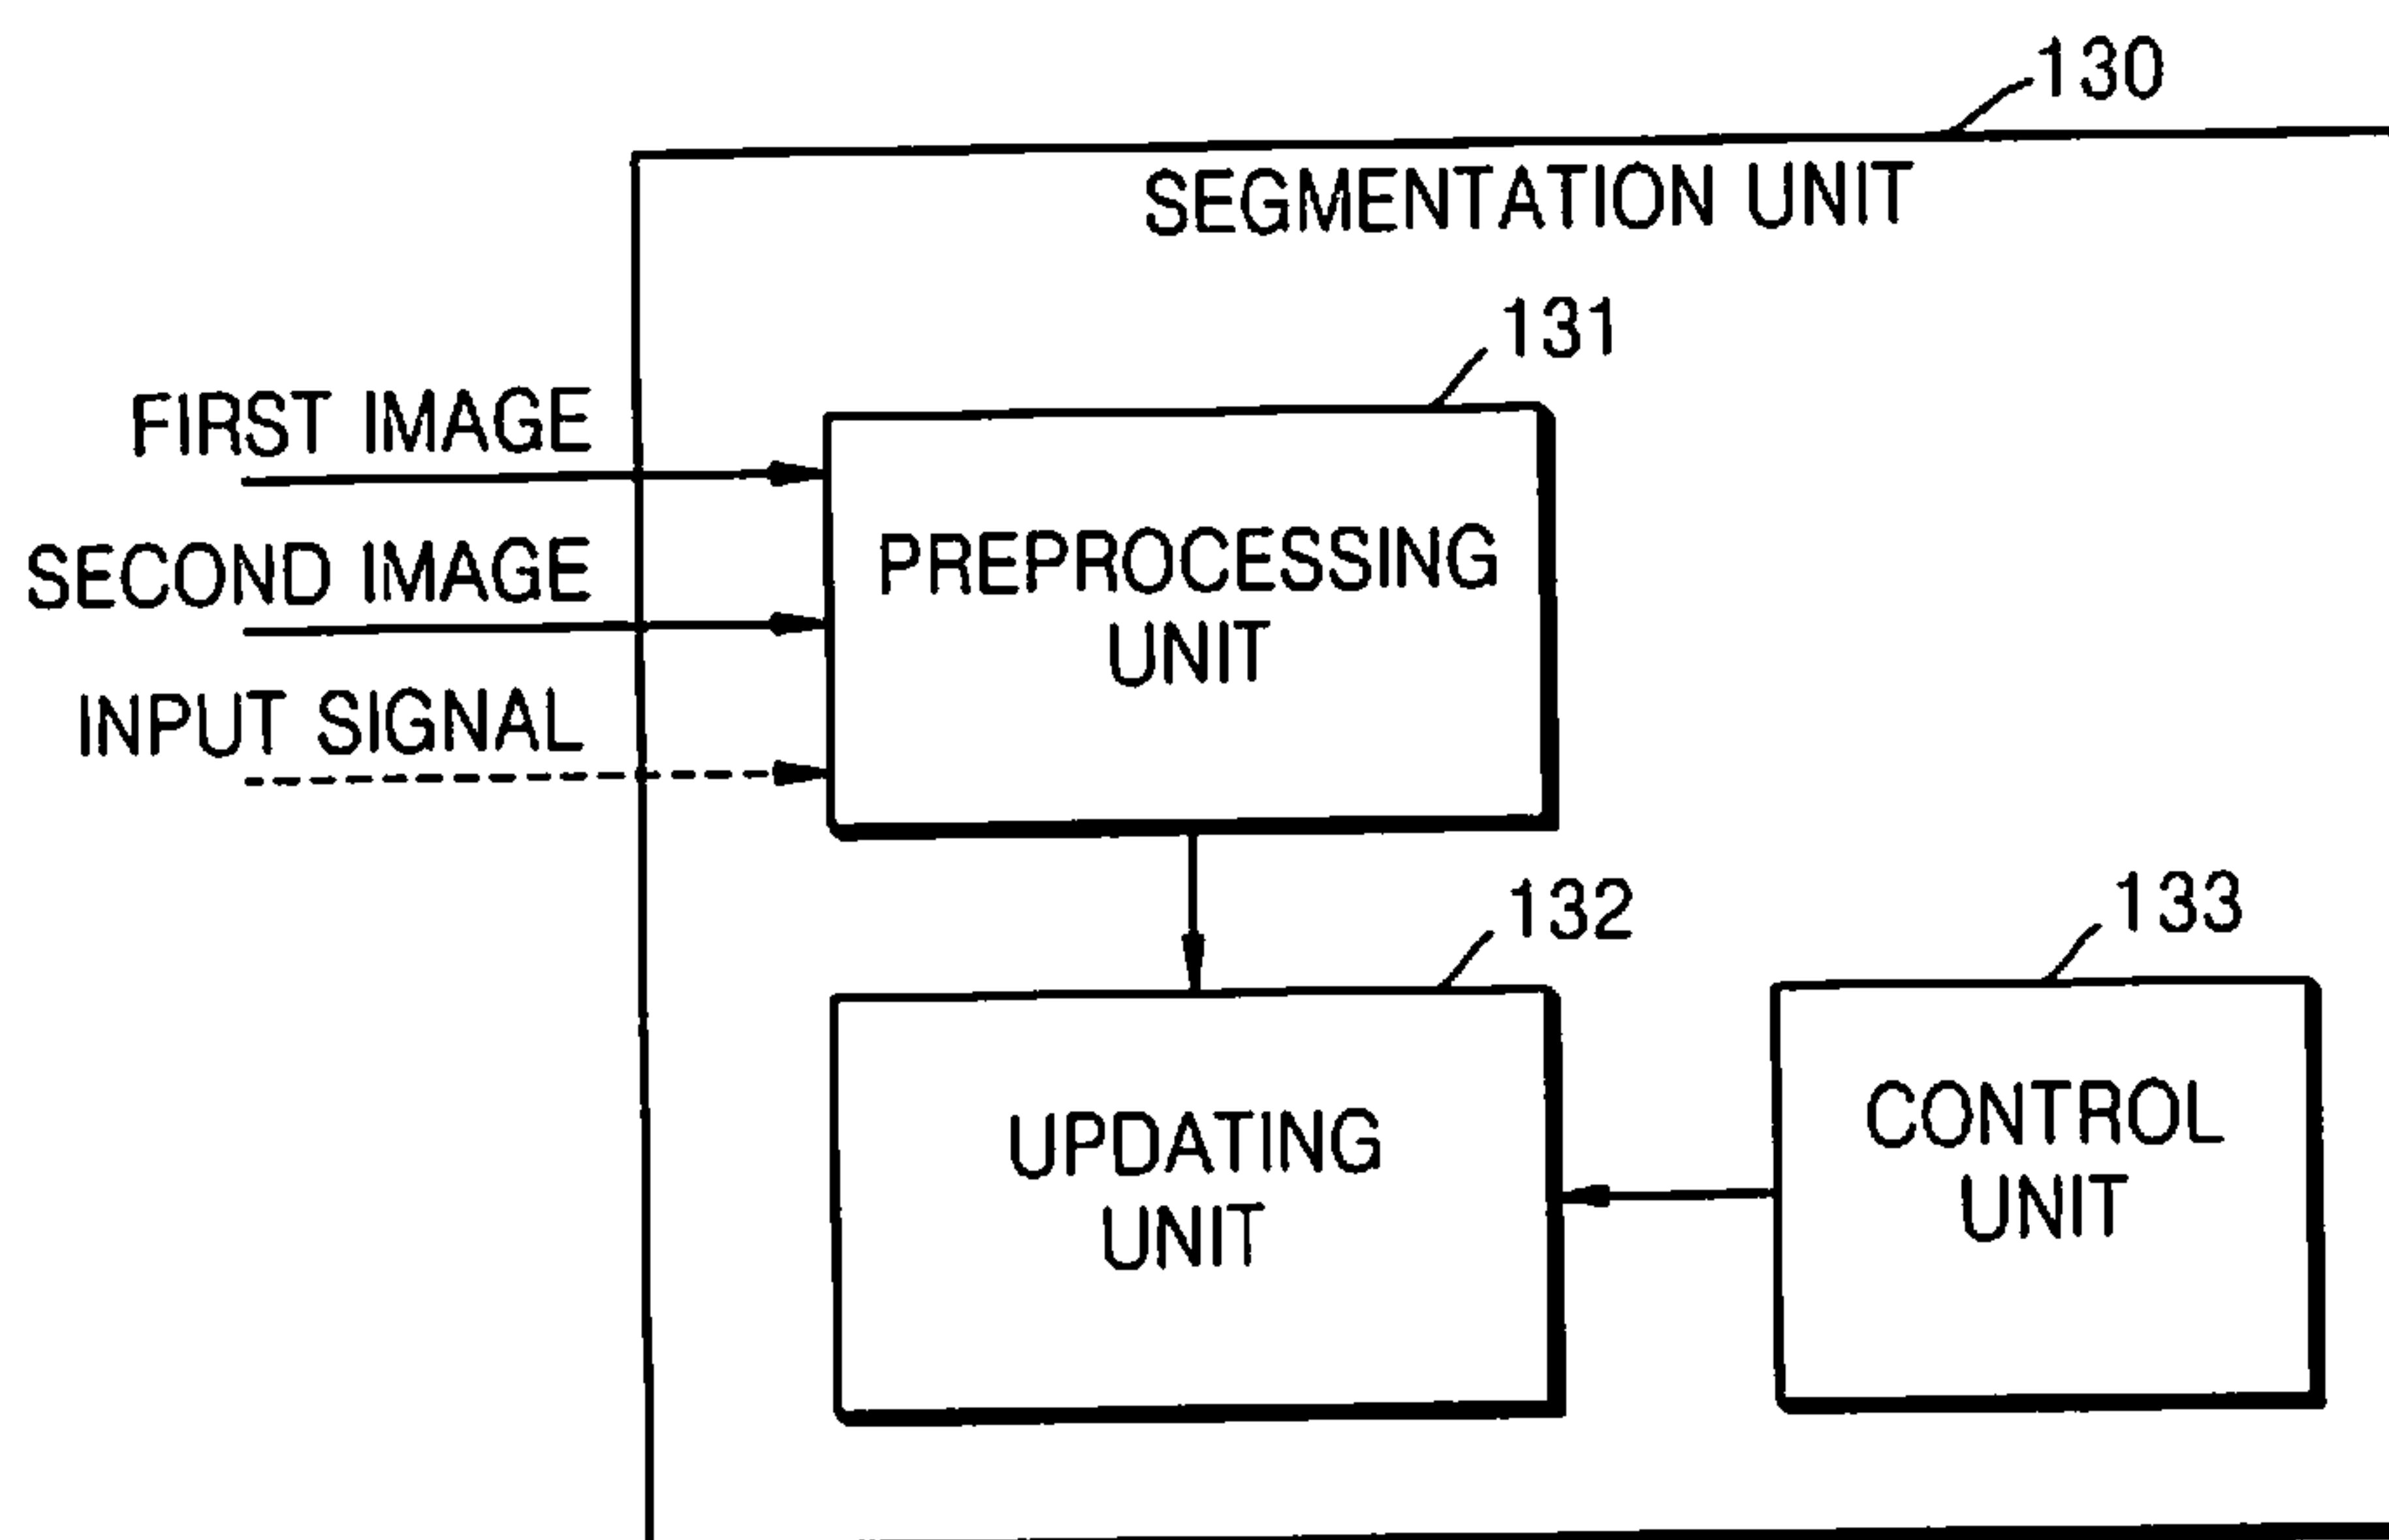 130
SEGMENTATION UNIT
131
FIRST IMAGE
SECOND IMAGE
INPUT SIGNAL
PREPROCESSING
UNIT
132
133
UPDATING
UNIT
CONTROL
UNIT